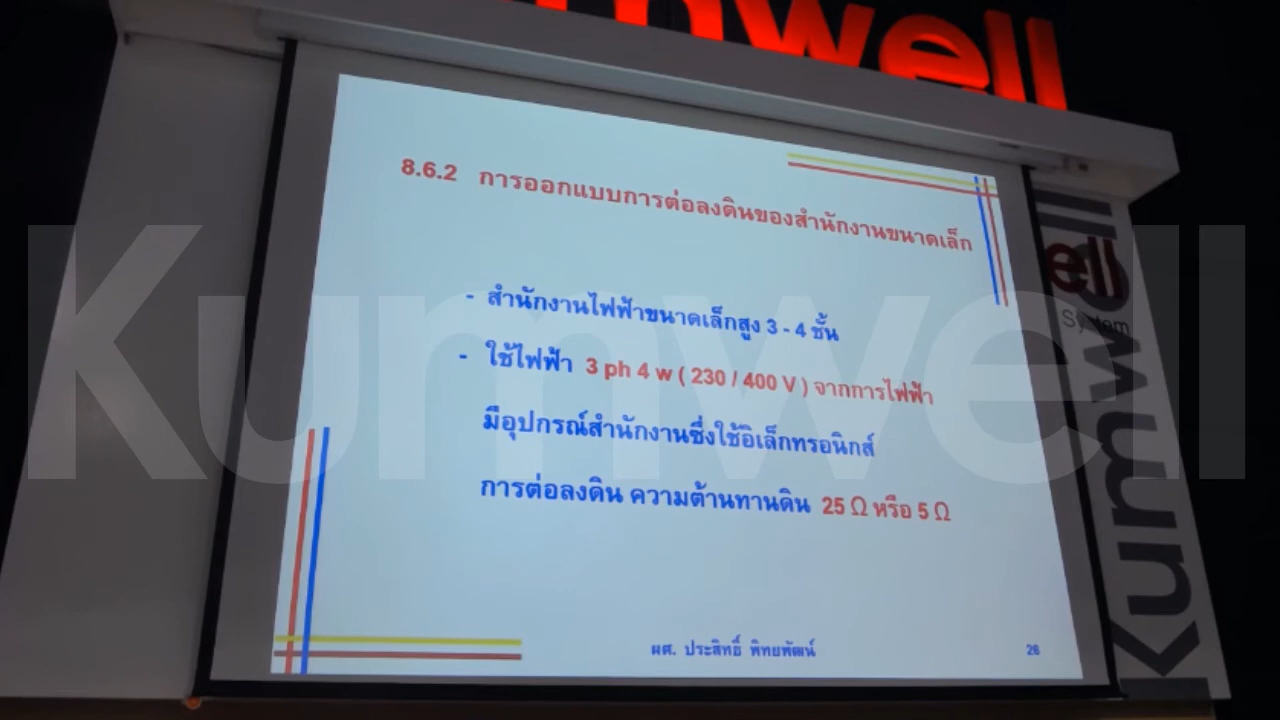 umwell
8.6.2 การออกแบบการต่อลงดินของสำนักงานขนาดเล็ก
- สำนักงานไฟฟ้าขนาดเล็กสูง 3 - 4 ชั้น
- ใช้ไฟฟ้า 3 ph 4 w ( 230 / 400 V ) จากการไฟฟ้า
มีอุปกรณ์สำนักงานซึ่งใช้อิเล็กทรอนิกส์
การต่อลงดิน ความต้านทานดิน 25 Ω หรือ 5 Ω
ผศ. ประสิทธิ์ พิทยพัฒน์
26
ell
System
Kumwell
Kumwell